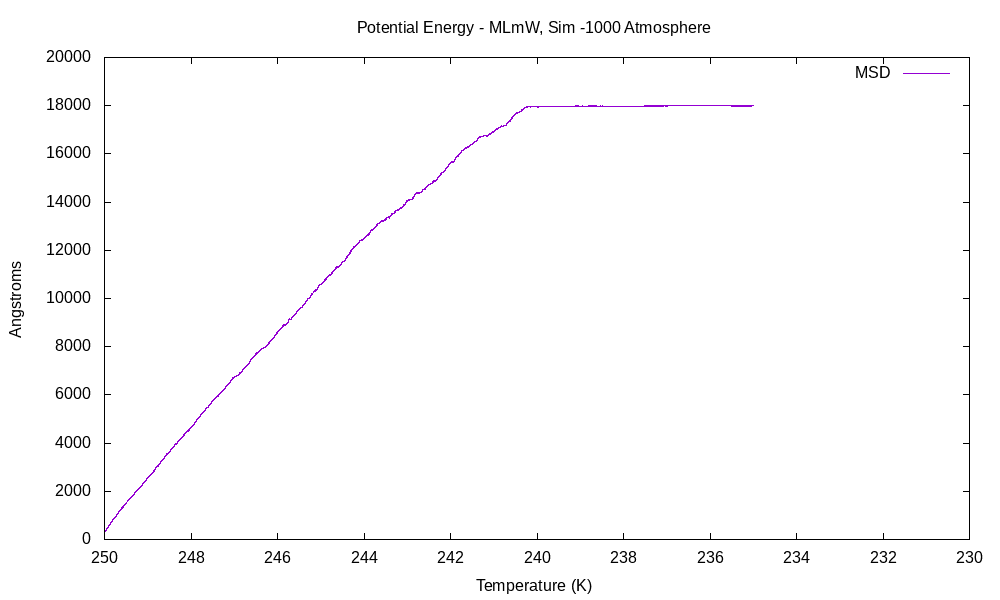 Potential Energy - MLmW, Sim -1000 Atmosphere
20000
MSD
18000
16000
14000
12000
10000
8000
6000
4000
2000
0
Angstroms
250 248 246 244 242 240 238 236 234 232 230
Temperature (K)